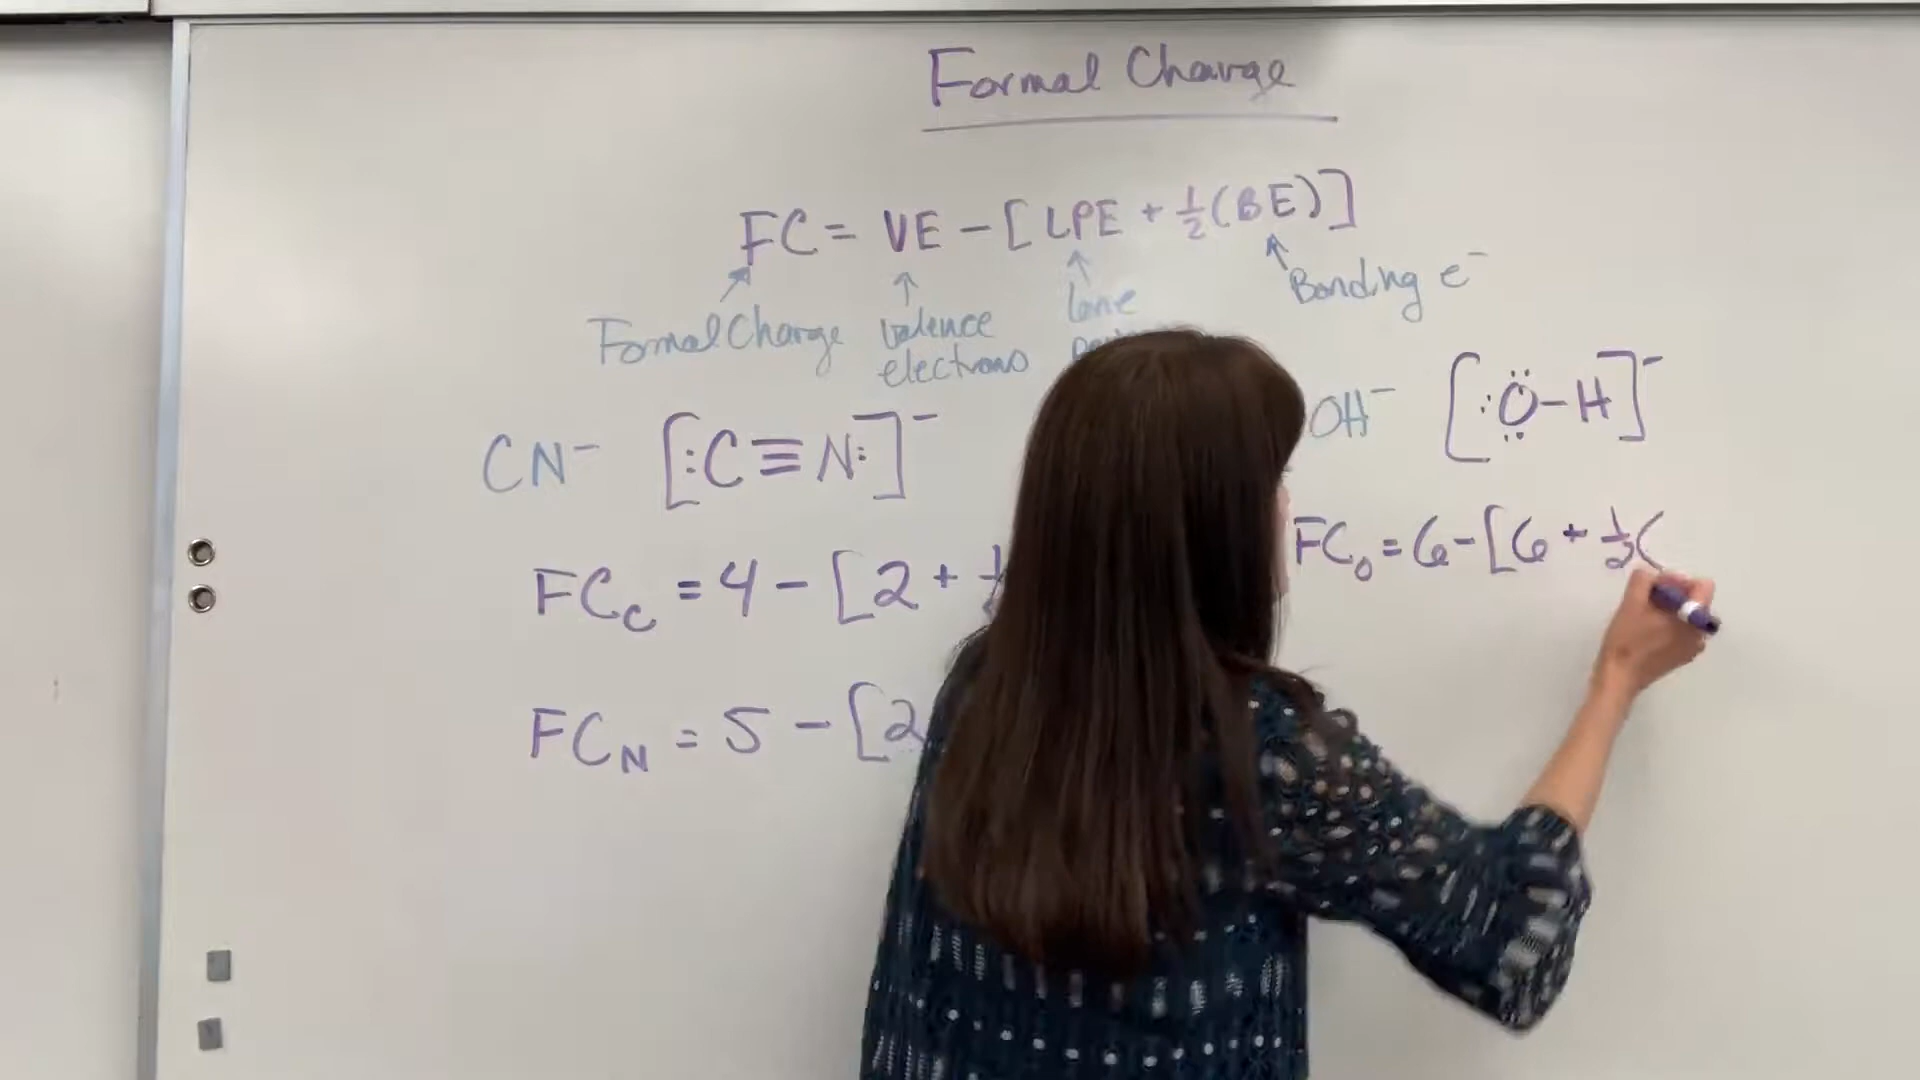 Formal Charge
FC = VE - [LPE + 1/2(BE)]
Formal Charge
valence
electrons
lone
Bonding e⁻
CN⁻ [:C≡N:]⁻
OH⁻ [:Ö-H]⁻
FC_C = 4 - [2 +
FC_O = 6 - [6 + 1/2(
FC_N = 5 - [2